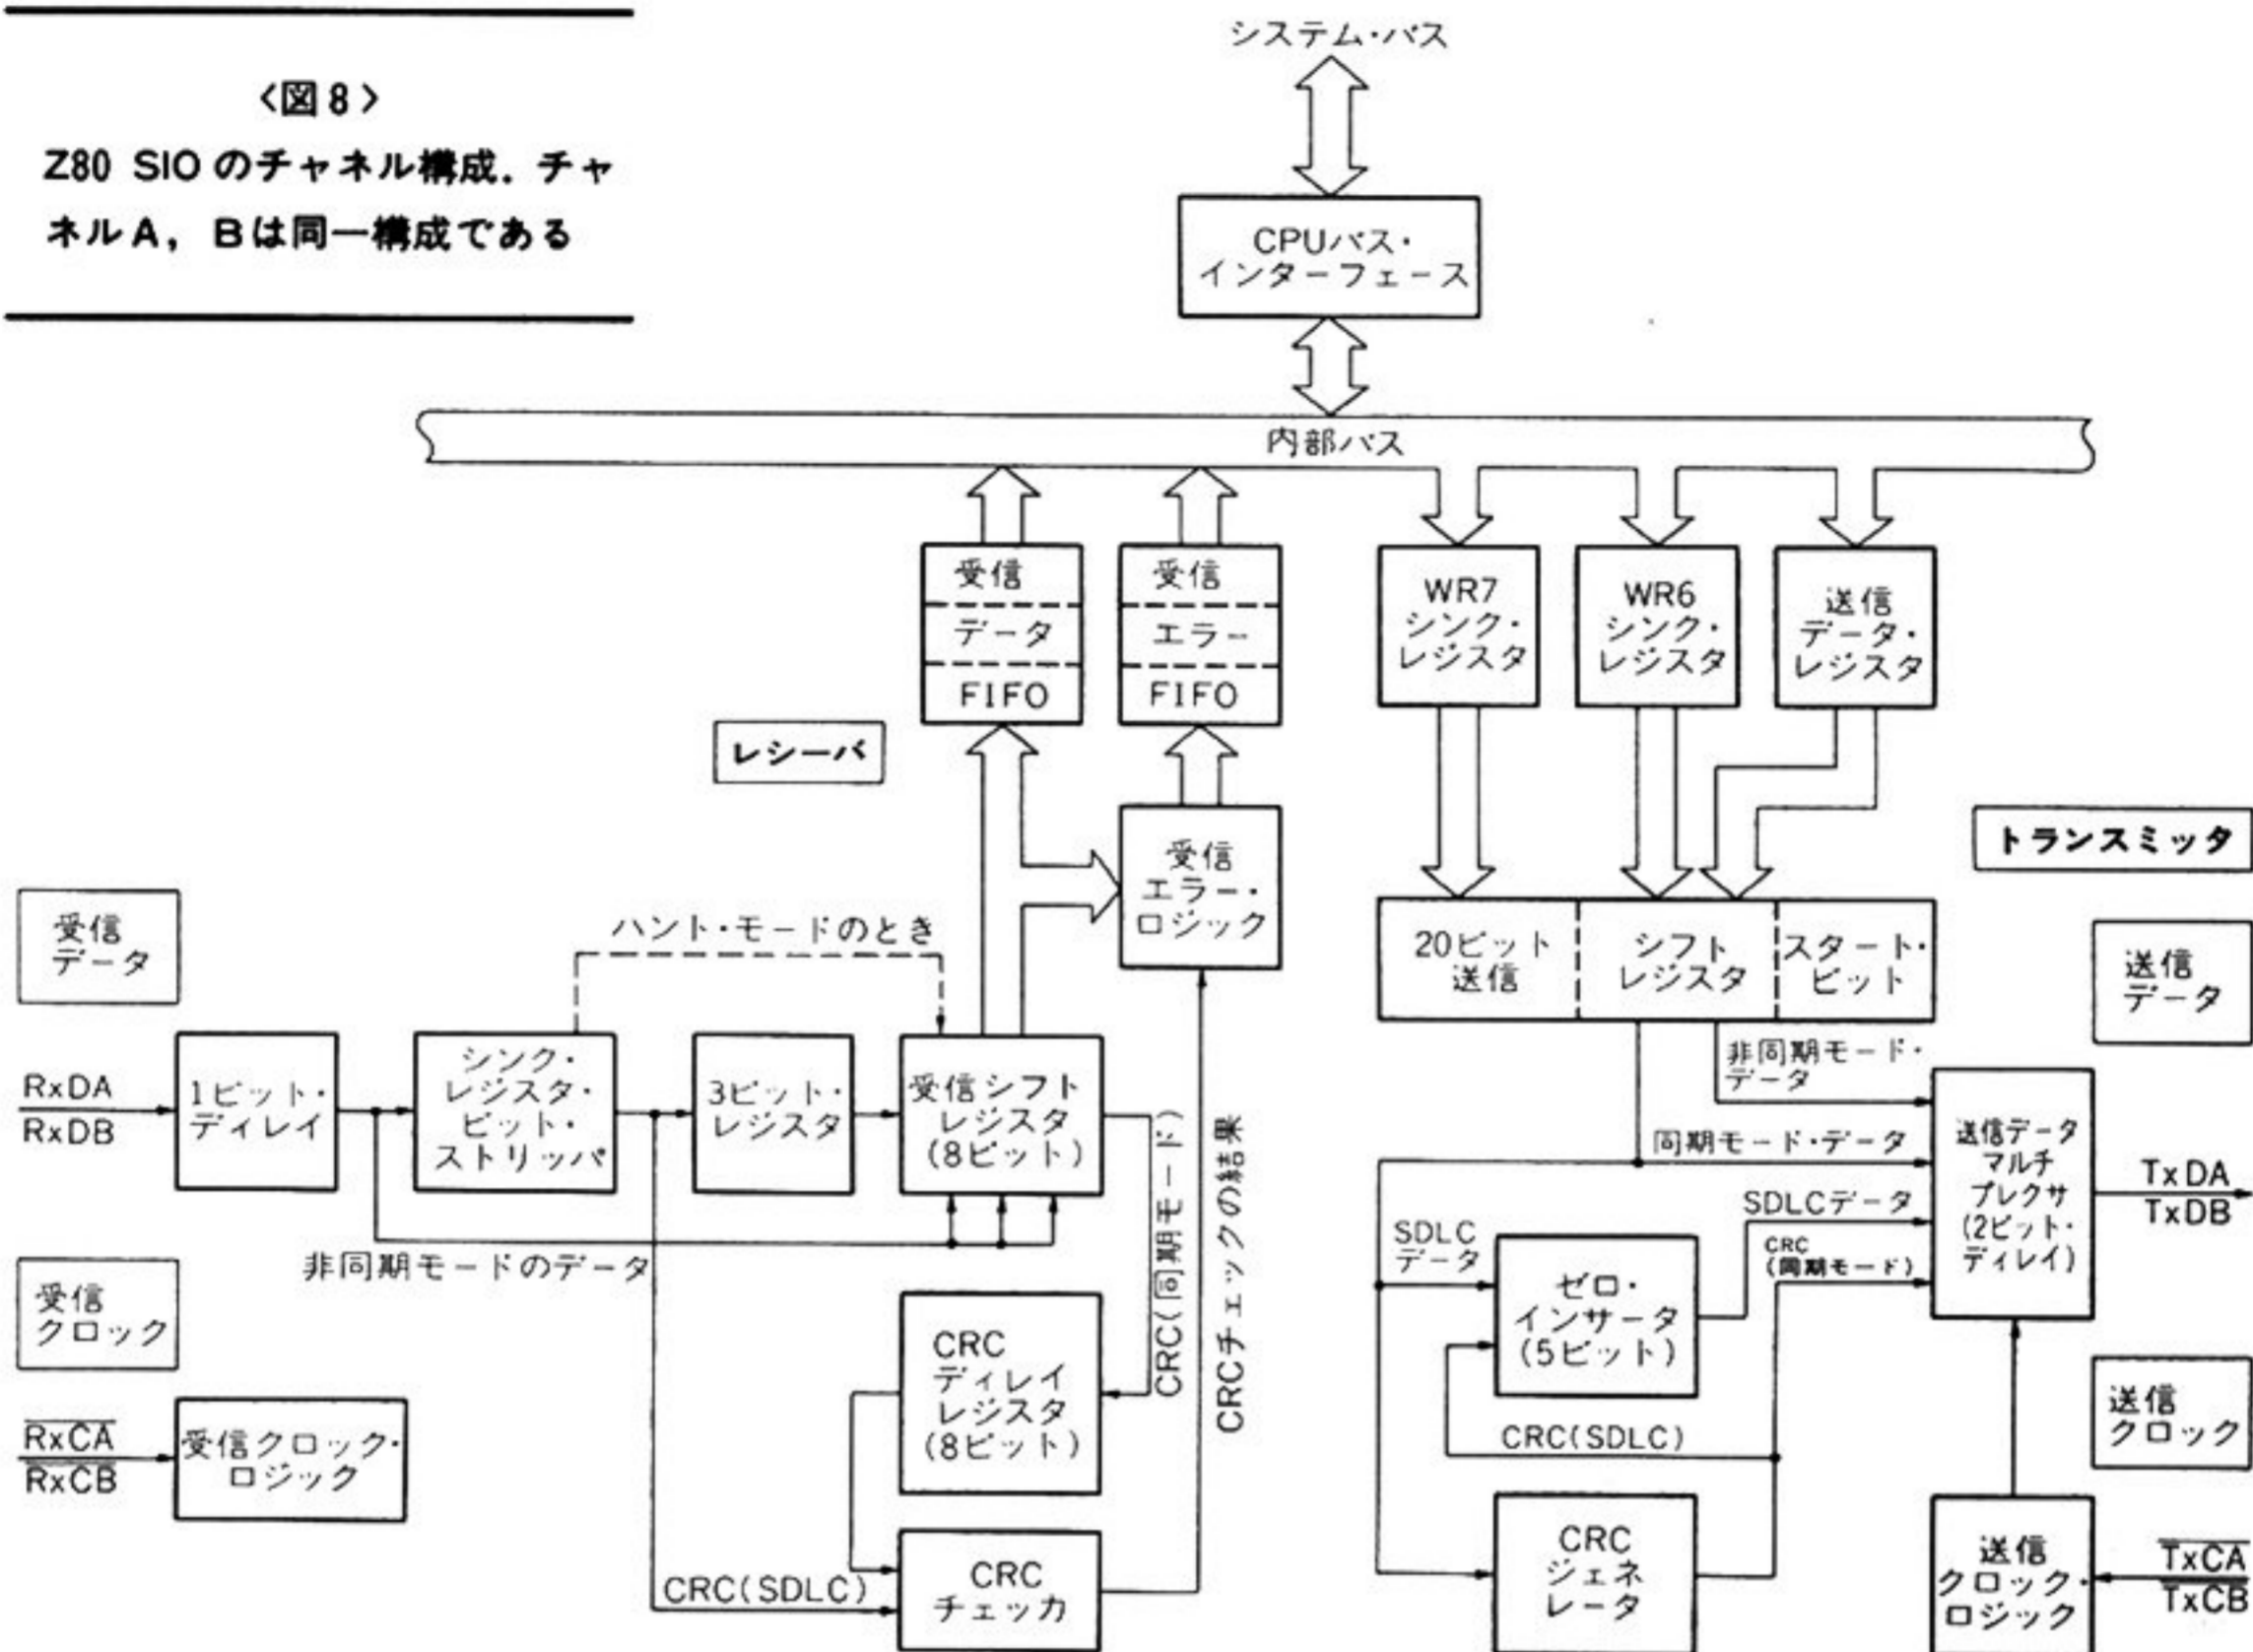 〈図8〉
Z80 SIOのチャネル構成．チャ
ネルA，Bは同一構成である
システム・バス
CPUバス・
インターフェース
内部バス
受信
データ
FIFO
受信
エラー
FIFO
WR7
シンク・
レジスタ
WR6
シンク・
レジスタ
送信
データ・
レジスタ
レシーバ
トランスミッタ
受信
エラー・
ロジック
受信
データ
ハント・モードのとき
20ビット
送信
シフト
レジスタ
スタート・
ビット
送信
データ
RxDA
RxDB
1ビット・
ディレイ
シンク・
レジスタ・
ビット・
ストリッパ
3ビット・
レジスタ
受信シフト
レジスタ
(8ビット)
非同期モードのデータ
CRC(同期モード)
CRCチェックの結果
非同期モード・
データ
同期モード・データ
SDLC
データ
SDLCデータ
CRC
(同期モード)
送信データ
マルチ
プレクサ
(2ビット・
ディレイ)
TxDA
TxDB
ゼロ・
インサータ
(5ビット)
受信
クロック
RxCA
RxCB
受信クロック・
ロジック
CRC
ディレイ
レジスタ
(8ビット)
CRC(SDLC)
CRC
チェッカ
CRC(SDLC)
CRC
ジェネ
レータ
送信
クロック
送信
クロック・
ロジック
TxCA
TxCB